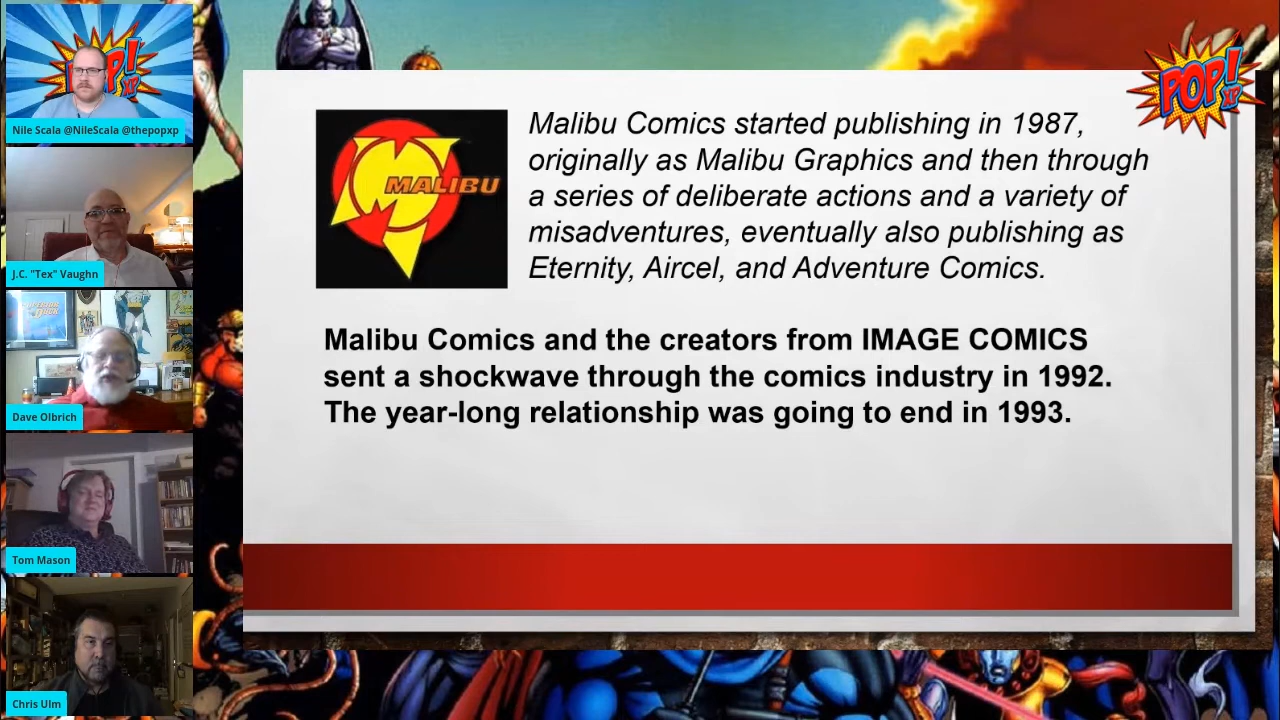 POP!
XP
Nile Scala @NileScala @thepopxp
J.C. "Tex" Vaughn
Dave Olbrich
Tom Mason
Chris Ulm
MALIBU
Malibu Comics started publishing in 1987,
originally as Malibu Graphics and then through
a series of deliberate actions and a variety of
misadventures, eventually also publishing as
Eternity, Aircel, and Adventure Comics.
Malibu Comics and the creators from IMAGE COMICS
sent a shockwave through the comics industry in 1992.
The year-long relationship was going to end in 1993.
POP!
XP